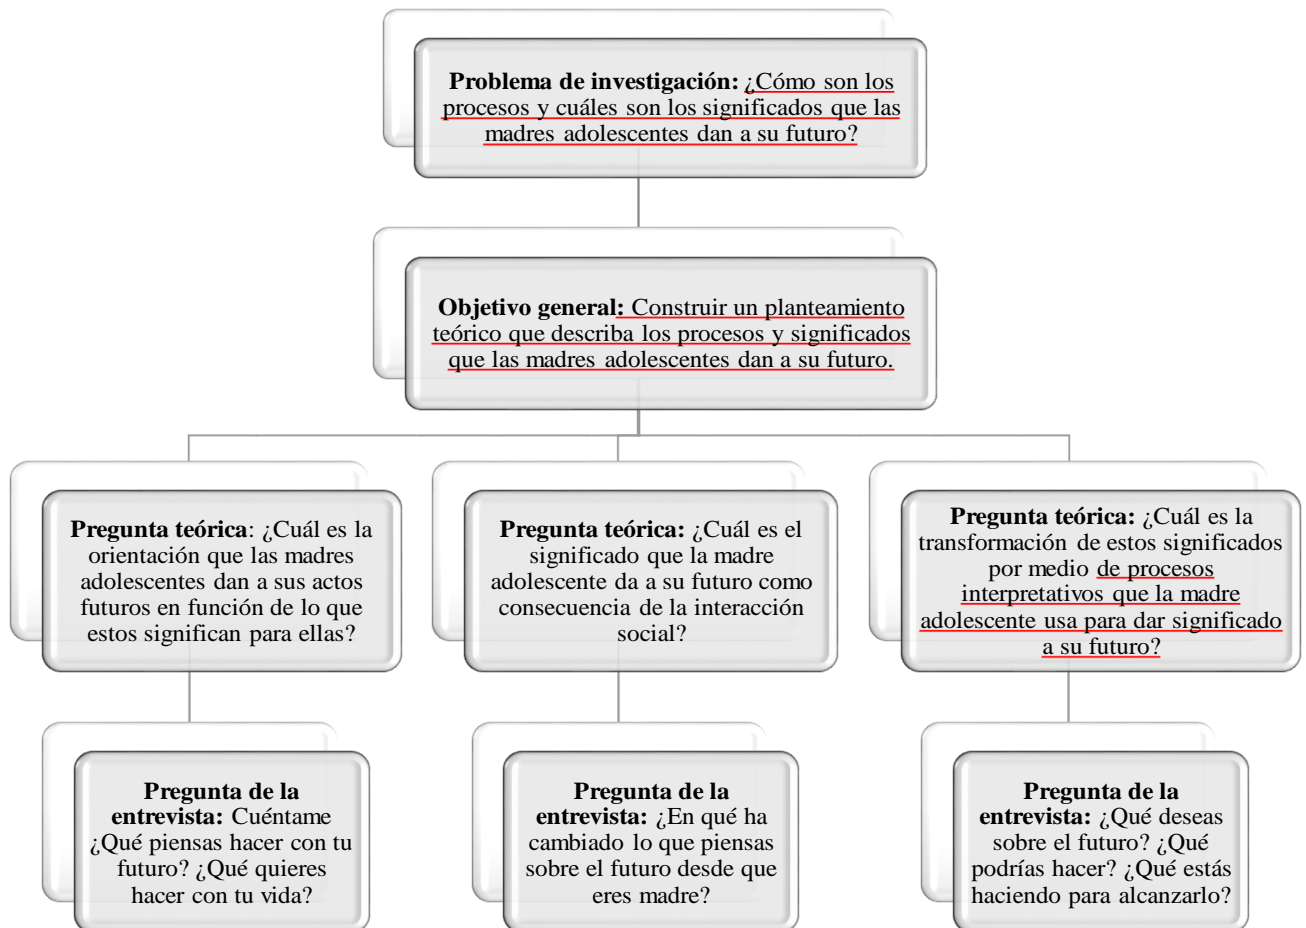 Problema de investigación: ¿Cómo son los
procesos y cuáles son los significados que las
madres adolescentes dan a su futuro?
Objetivo general: Construir un planteamiento
teórico que describa los procesos y significados
que las madres adolescentes dan a su futuro.
Pregunta teórica: ¿Cuál es la
orientación que las madres
adolescentes dan a sus actos
futuros en función de lo que
estos significan para ellas?
Pregunta teórica: ¿Cuál es el
significado que la madre
adolescente da a su futuro como
consecuencia de la interacción
social?
Pregunta teórica: ¿Cuál es la
transformación de estos significados
por medio de procesos
interpretativos que la madre
adolescente usa para dar significado
a su futuro?
Pregunta de la
entrevista: Cuéntame
¿Qué piensas hacer con tu
futuro? ¿Qué quieres
hacer con tu vida?
Pregunta de la
entrevista: ¿En qué ha
cambiado lo que piensas
sobre el futuro desde que
eres madre?
Pregunta de la
entrevista: ¿Qué deseas
sobre el futuro? ¿Qué
podrías hacer? ¿Qué estás
haciendo para alcanzarlo?